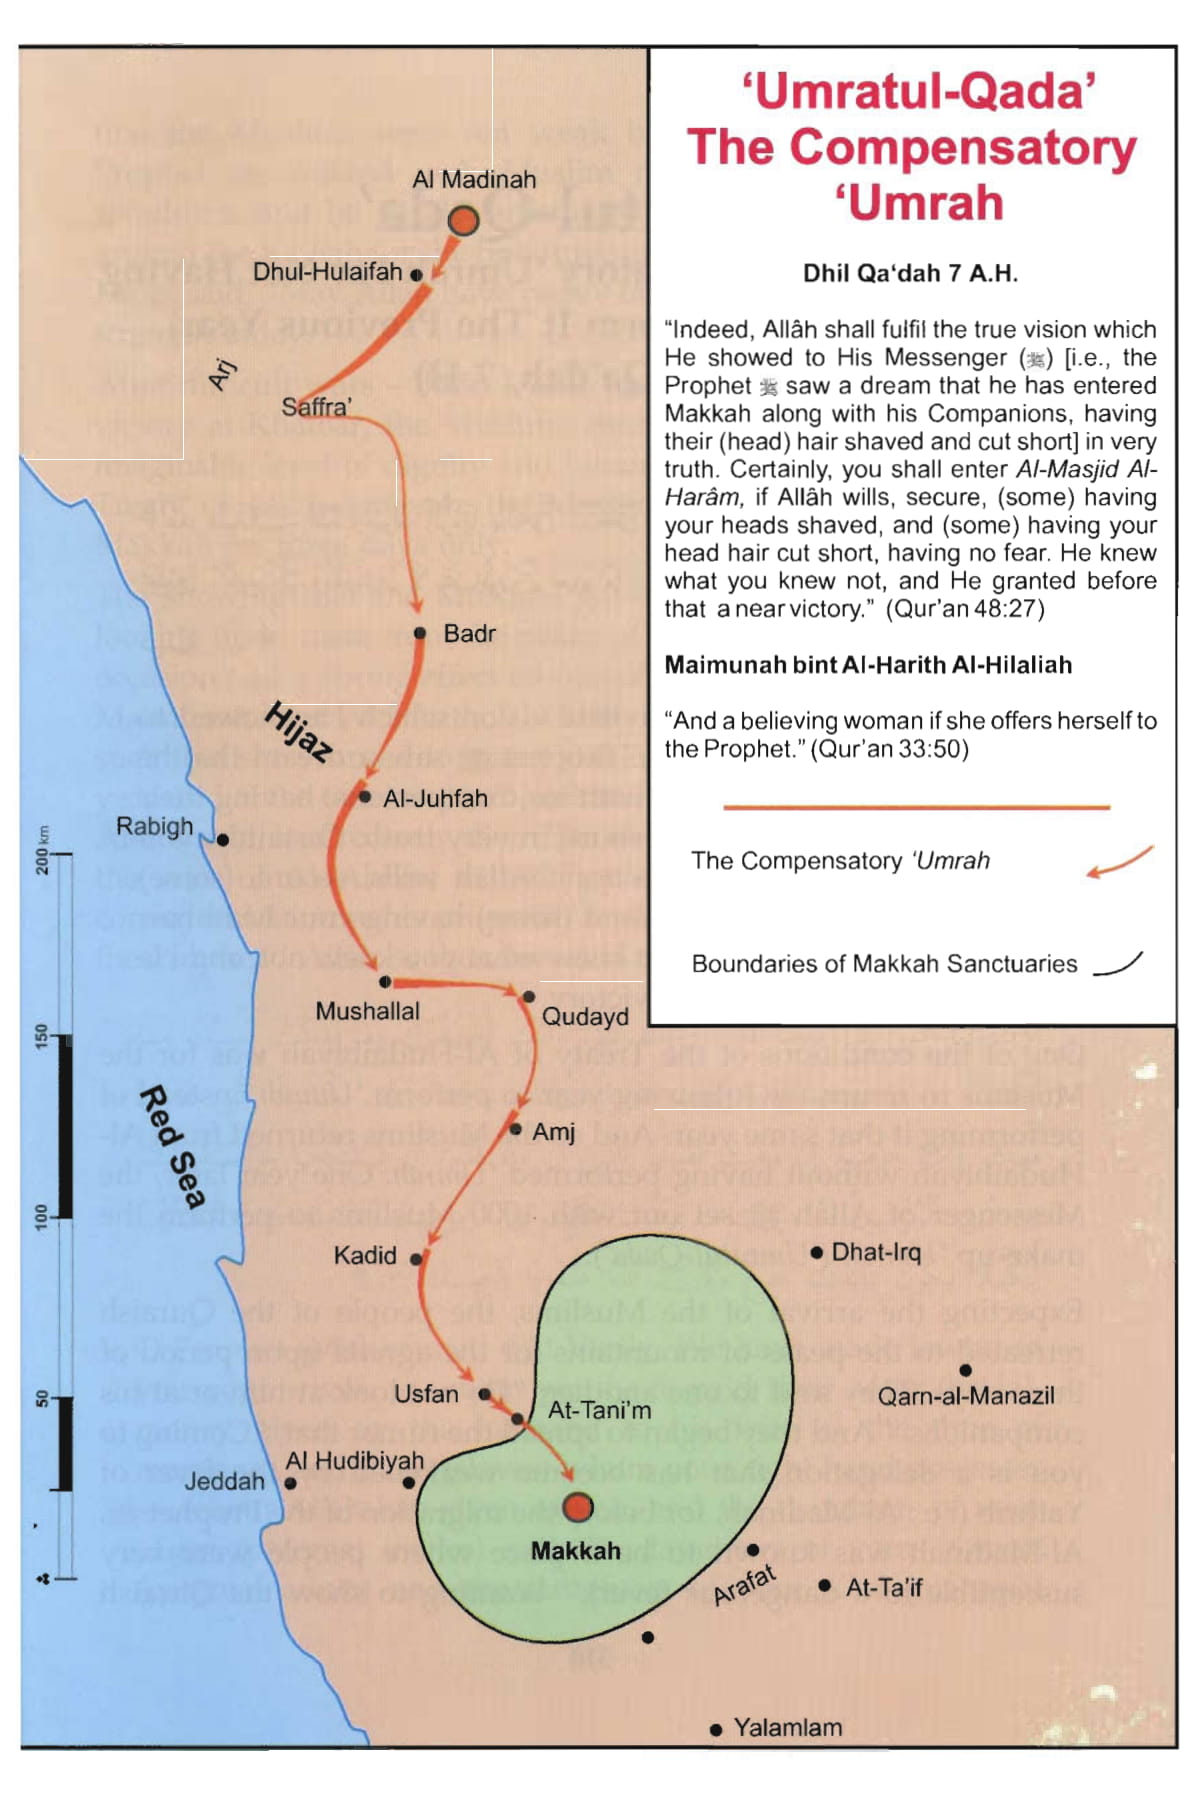 ‘Umratul-Qada’
The Compensatory
‘Umrah
Dhil Qa‘dah 7 A.H.
“Indeed, Allâh shall fulfil the true vision which
He showed to His Messenger (ﷺ) [i.e., the
Prophet ﷺ saw a dream that he has entered
Makkah along with his Companions, having
their (head) hair shaved and cut short] in very
truth. Certainly, you shall enter Al-Masjid Al-
Harâm, if Allâh wills, secure, (some) having
your heads shaved, and (some) having your
head hair cut short, having no fear. He knew
what you knew not, and He granted before
that a near victory.” (Qur’an 48:27)
Maimunah bint Al-Harith Al-Hilaliah
“And a believing woman if she offers herself to
the Prophet.” (Qur’an 33:50)
The Compensatory ‘Umrah
Boundaries of Makkah Sanctuaries
Al Madinah
Dhul-Hulaifah
Arj
Saffra’
Badr
Hijaz
Al-Juhfah
Rabigh
200 km
Mushallal
Qudayd
150
Red Sea
Amj
100
Kadid
Dhat-Irq
Qarn-al-Manazil
50
Usfan
At-Tani’m
Al Hudibiyah
Jeddah
Makkah
Arafat
At-Ta’if
Yalamlam